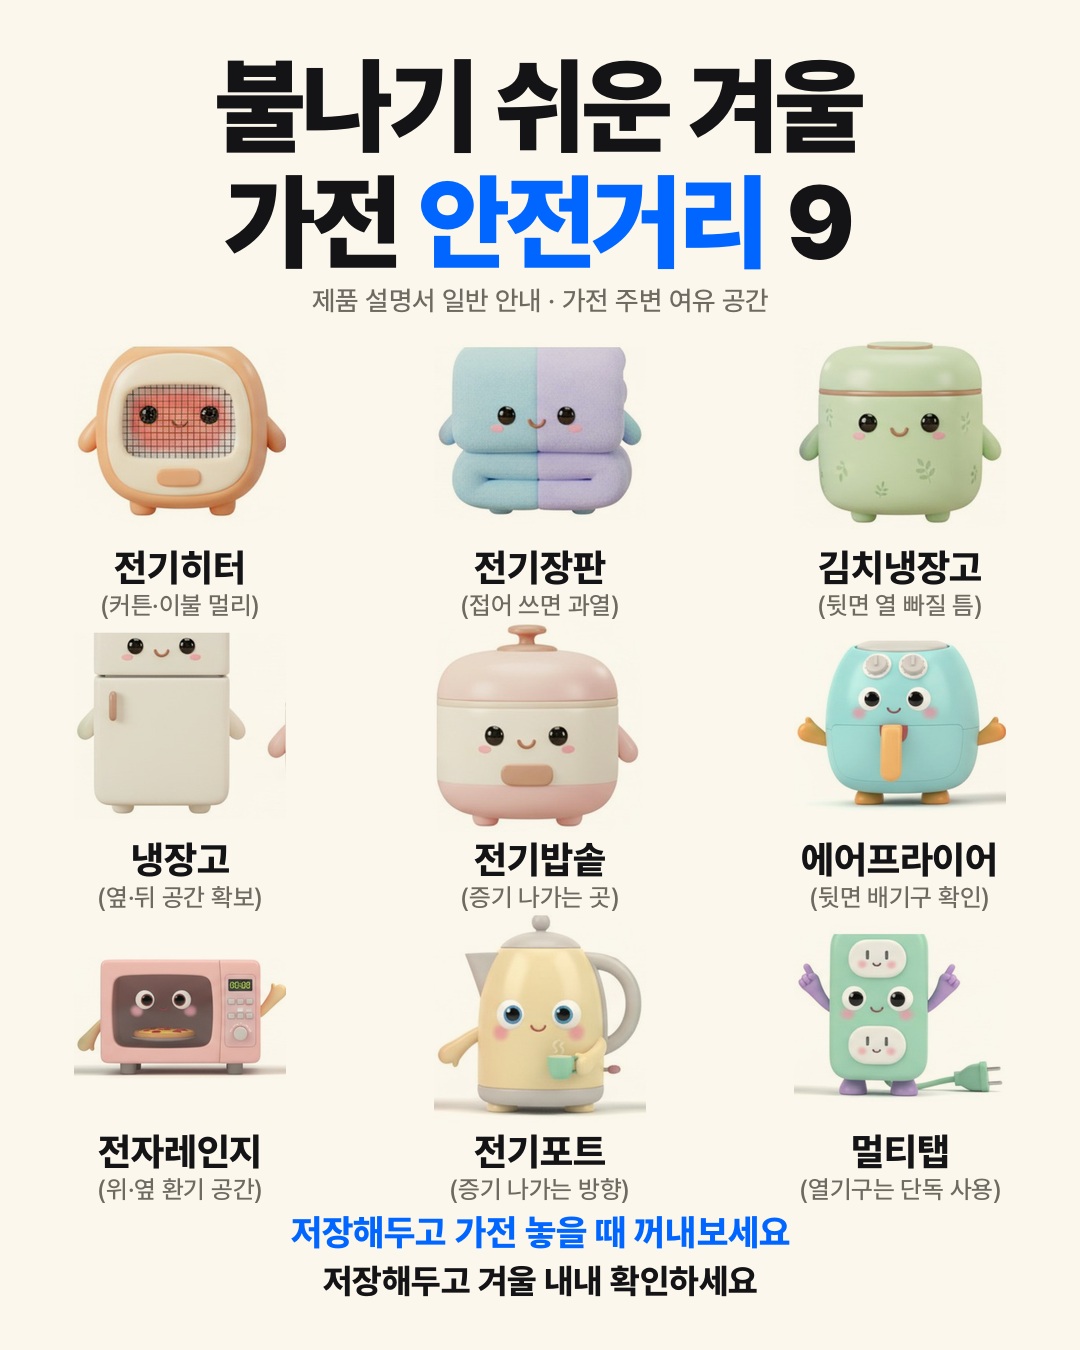 불나기 쉬운 겨울
가전 안전거리 9
제품 설명서 일반 안내 · 가전 주변 여유 공간
전기히터
(커튼·이불 멀리)
전기장판
(접어 쓰면 과열)
김치냉장고
(뒷면 열 빠질 틈)
냉장고
(옆·뒤 공간 확보)
전기밥솥
(증기 나가는 곳)
에어프라이어
(뒷면 배기구 확인)
00:00
전자레인지
(위·옆 환기 공간)
전기포트
(증기 나가는 방향)
멀티탭
(열기구는 단독 사용)
저장해두고 가전 놓을 때 꺼내보세요
저장해두고 겨울 내내 확인하세요